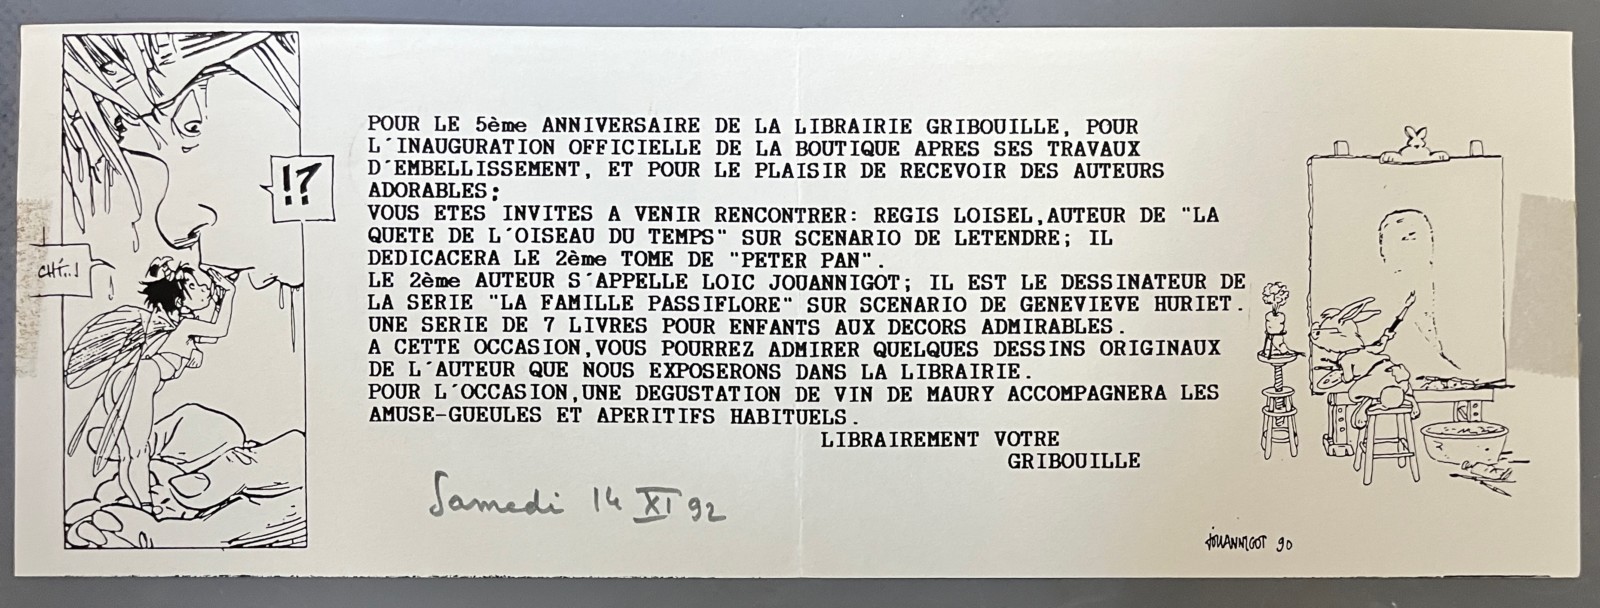 !?
CHÍ..!
POUR LE 5ème ANNIVERSAIRE DE LA LIBRAIRIE GRIBOUILLE, POUR
L´INAUGURATION OFFICIELLE DE LA BOUTIQUE APRES SES TRAVAUX
D´EMBELLISSEMENT, ET POUR LE PLAISIR DE RECEVOIR DES AUTEURS
ADORABLES;
VOUS ETES INVITES A VENIR RENCONTRER: REGIS LOISEL,AUTEUR DE "LA
QUETE DE L´OISEAU DU TEMPS" SUR SCENARIO DE LETENDRE; IL
DEDICACERA LE 2ème TOME DE "PETER PAN".
LE 2ème AUTEUR S´APPELLE LOIC JOUANNIGOT; IL EST LE DESSINATEUR DE
LA SERIE "LA FAMILLE PASSIFLORE" SUR SCENARIO DE GENEVIEVE HURIET.
UNE SERIE DE 7 LIVRES POUR ENFANTS AUX DECORS ADMIRABLES.
A CETTE OCCASION,VOUS POURREZ ADMIRER QUELQUES DESSINS ORIGINAUX
DE L´AUTEUR QUE NOUS EXPOSERONS DANS LA LIBRAIRIE.
POUR L´OCCASION,UNE DEGUSTATION DE VIN DE MAURY ACCOMPAGNERA LES
AMUSE-GUEULES ET APERITIFS HABITUELS.
LIBRAIREMENT VOTRE
GRIBOUILLE
Samedi 14 XI 92
JOUANNIGOT 90